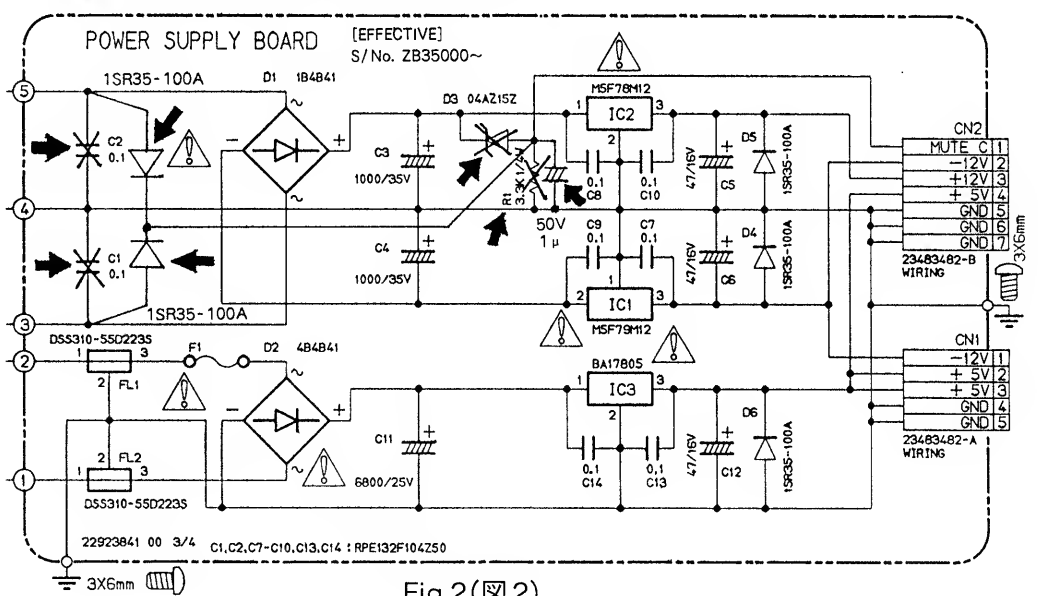 POWER SUPPLY BOARD
[EFFECTIVE]
S/No. ZB35000~
1SR35-100A
D1 1B4B41
M5F78M12
D3 04AZ15Z
1 IC2 3
2
CN2
MUTE C 1
-12V 2
+12V 3
+ 5V 4
GND 5
GND 6
GND 7
23483482-B
WIRING
3X6mm
5
C2
0.1
~
- +
~
C3
1000/35V
R1
3.3K1/4W
0.1
C8
0.1
C10
47/16V
C5
D5
1SR35-100A
4
50V
1μ
C1
0.1
C4
1000/35V
C9
0.1
C7
0.1
47/16V
C6
D4
1SR35-100A
2 IC1 3
1
M5F79M12
3
1SR35-100A
DSS310-55D223S
1 3
2 FL1
2
F1
D2 4B4B41
~
- +
~
BA17805
1 IC3 3
2
CN1
-12V 1
+ 5V 2
+ 5V 3
GND 4
GND 5
23483482-A
WIRING
C11
6800/25V
0.1
C14
0.1
C13
47/16V
C12
D6
1SR35-100A
2 FL2
1 3
1
DSS310-55D223S
22923841 00 3/4
C1,C2,C7-C10,C13,C14 : RPE132F104Z50
3X6mm
Fig.2(図2)